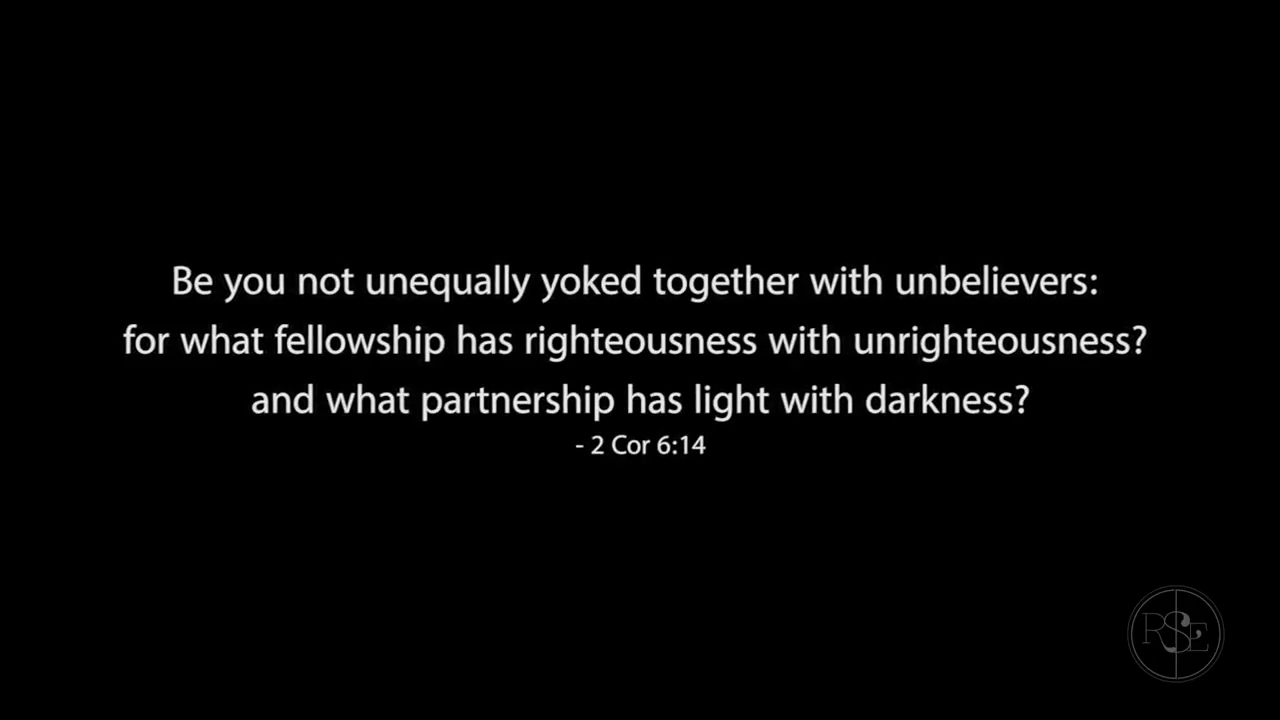 Be you not unequally yoked together with unbelievers:
for what fellowship has righteousness with unrighteousness?
and what partnership has light with darkness?
- 2 Cor 6:14
RSE